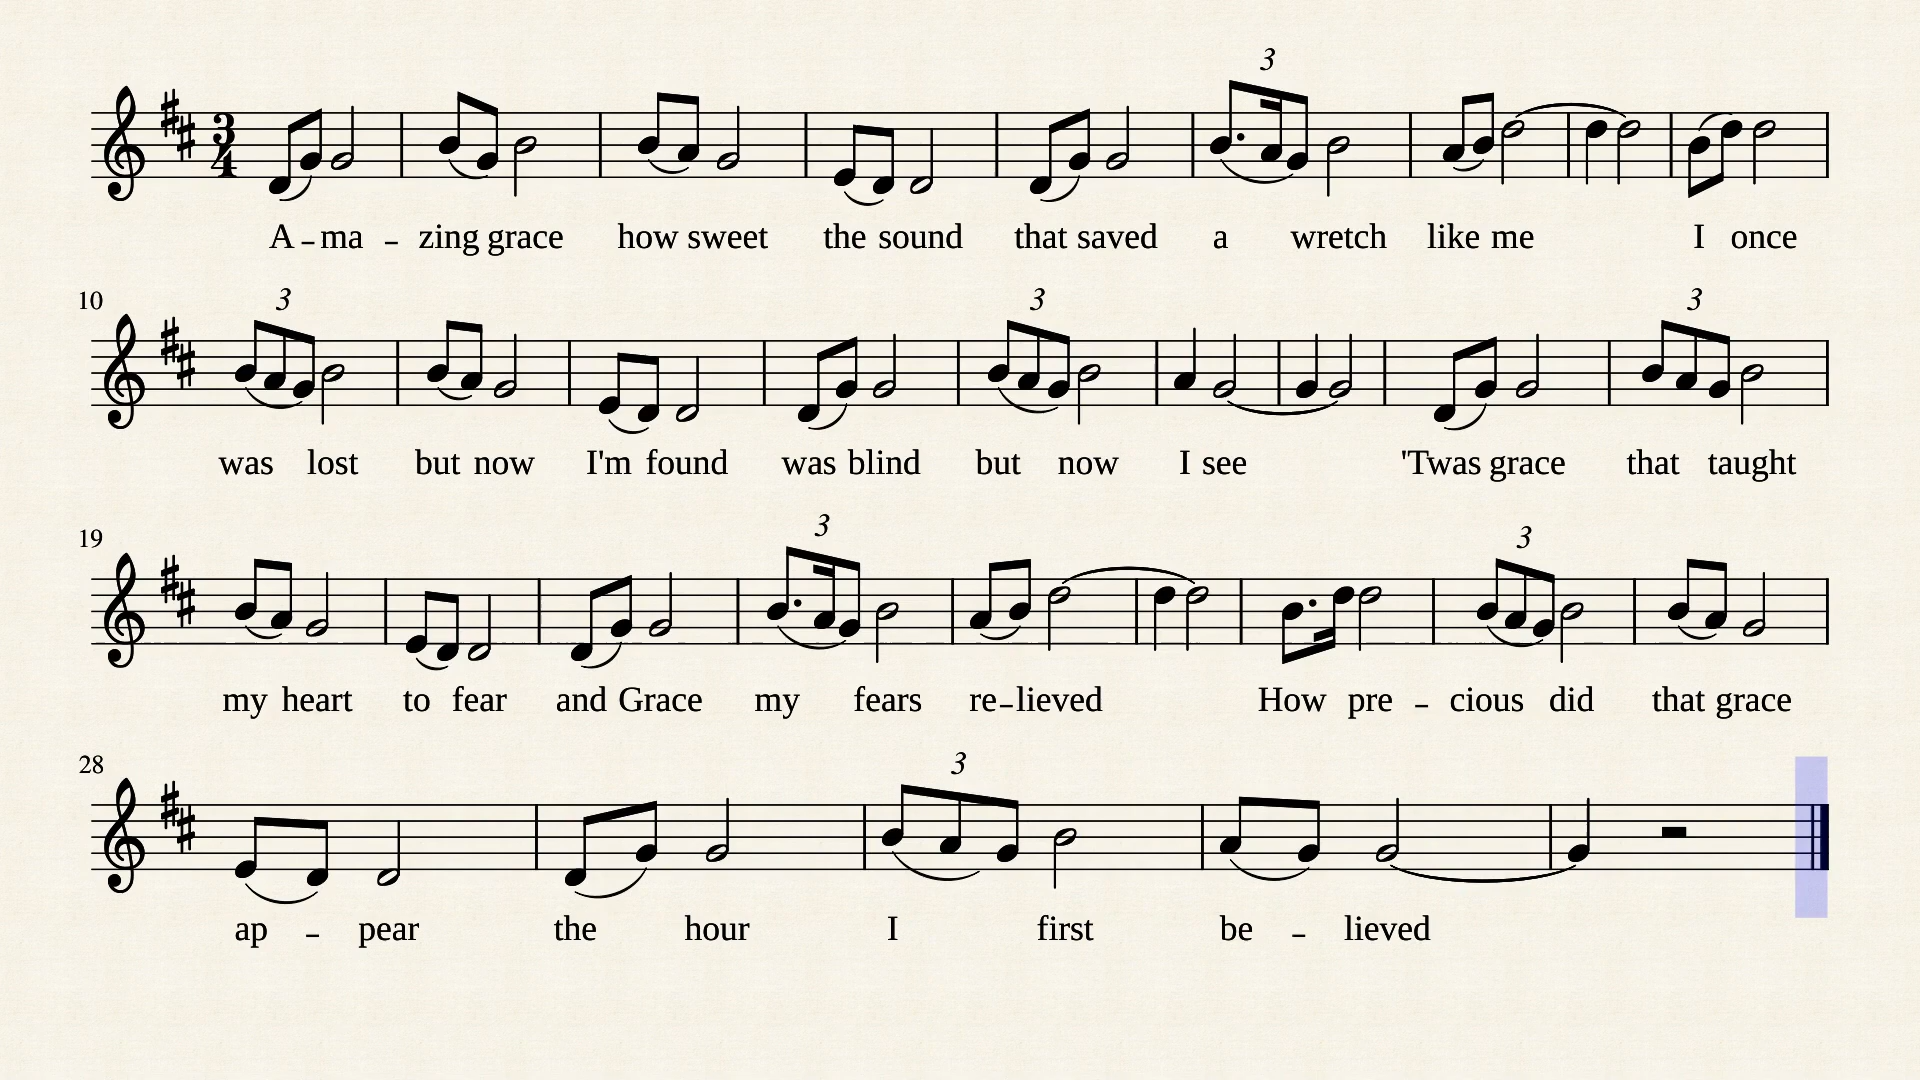 3
3
4
A – ma – zing grace how sweet the sound that saved a wretch like me I once
10 3 3 3
was lost but now I'm found was blind but now I see 'Twas grace that taught
19 3 3
my heart to fear and Grace my fears re – lieved How pre – cious did that grace
28 3
ap – pear the hour I first be – lieved